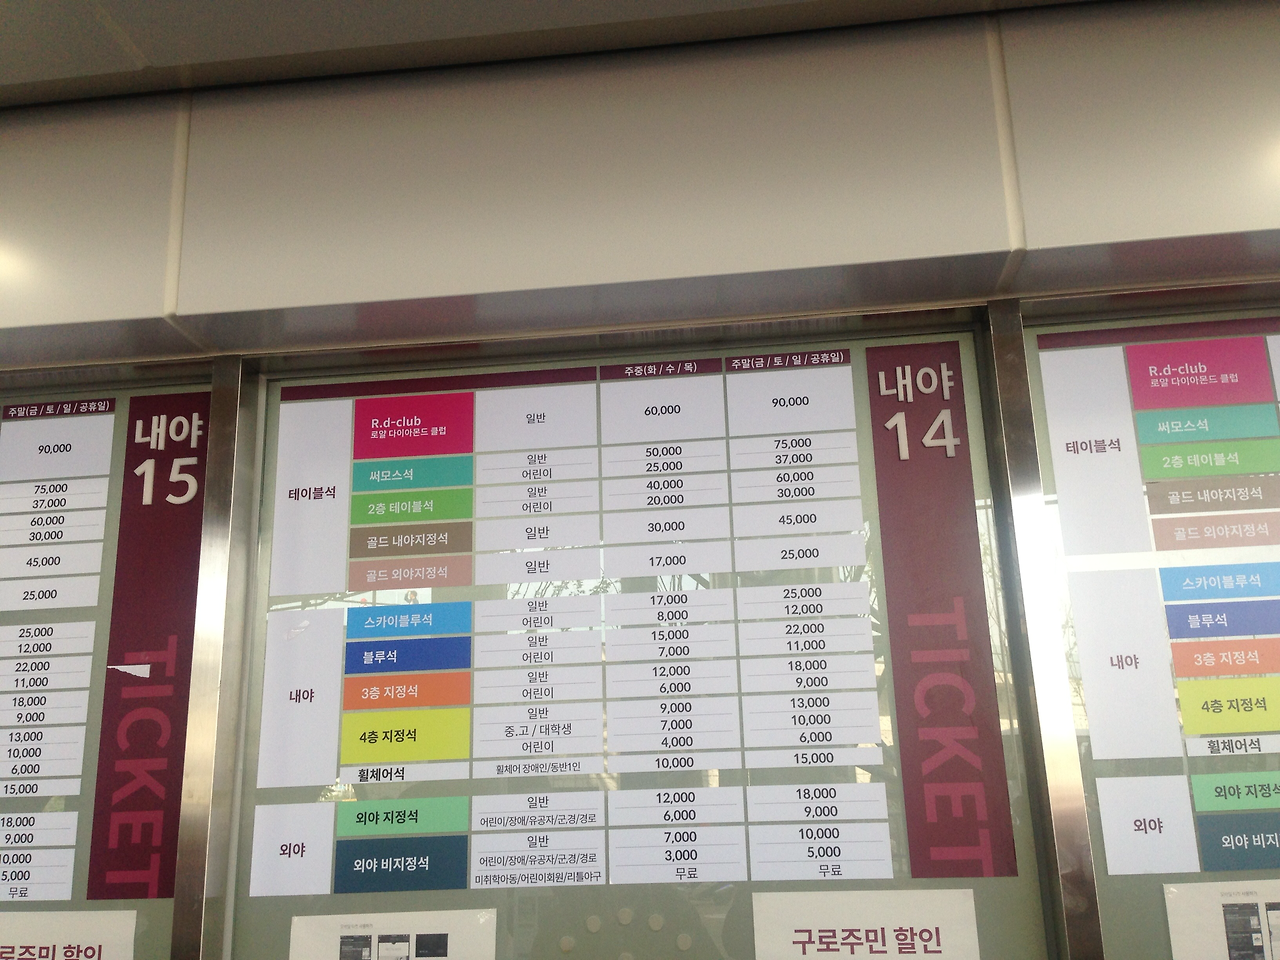 주말(금 / 토 / 일 / 공휴일)
90,000
75,000
37,000
60,000
30,000
45,000
25,000
25,000
12,000
22,000
11,000
18,000
9,000
13,000
10,000
6,000
15,000
18,000
9,000
10,000
5,000
무료
내야
15
TICKET
로주민 할인
주중(화 / 수 / 목) 주말(금 / 토 / 일 / 공휴일)
테이블석
R.d-club
로얄 다이아몬드 클럽
일반 60,000 90,000
써모스석
일반 50,000 75,000
어린이 25,000 37,000
2층 테이블석
일반 40,000 60,000
어린이 20,000 30,000
골드 내야지정석 일반 30,000 45,000
골드 외야지정석 일반 17,000 25,000
내야
스카이블루석
일반 17,000 25,000
어린이 8,000 12,000
블루석
일반 15,000 22,000
어린이 7,000 11,000
3층 지정석
일반 12,000 18,000
어린이 6,000 9,000
4층 지정석
일반 9,000 13,000
중.고 / 대학생 7,000 10,000
어린이 4,000 6,000
휠체어석 휠체어 장애인/동반1인 10,000 15,000
외야
외야 지정석
일반 12,000 18,000
어린이/장애/유공자/군,경/경로 6,000 9,000
외야 비지정석
일반 7,000 10,000
어린이/장애/유공자/군,경/경로 3,000 5,000
미취학아동/어린이회원/리틀야구 무료 무료
내야
14
TICKET
구로주민 할인
테이블석
R.d-club
로얄 다이아몬드 클럽
써모스석
2층 테이블석
골드 내야지정석
골드 외야지정석
내야
스카이블루석
블루석
3층 지정석
4층 지정석
휠체어석
외야
외야 지정석
외야 비지